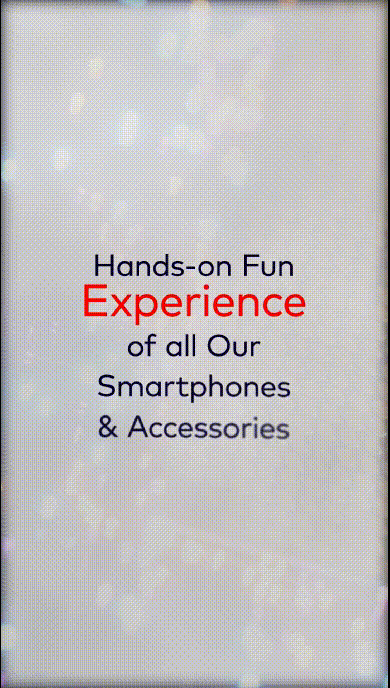 Hands-on Fun
Experience
of all Our
Smartphones
& Accessories